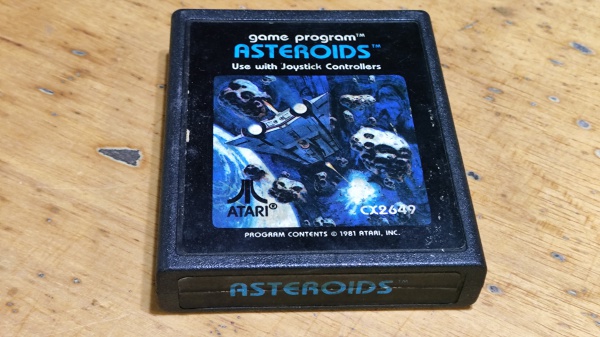 game program™
ASTEROIDS™
Use with Joystick Controllers
ATARI®
CX2649
PROGRAM CONTENTS © 1981 ATARI, INC.
ASTEROIDS